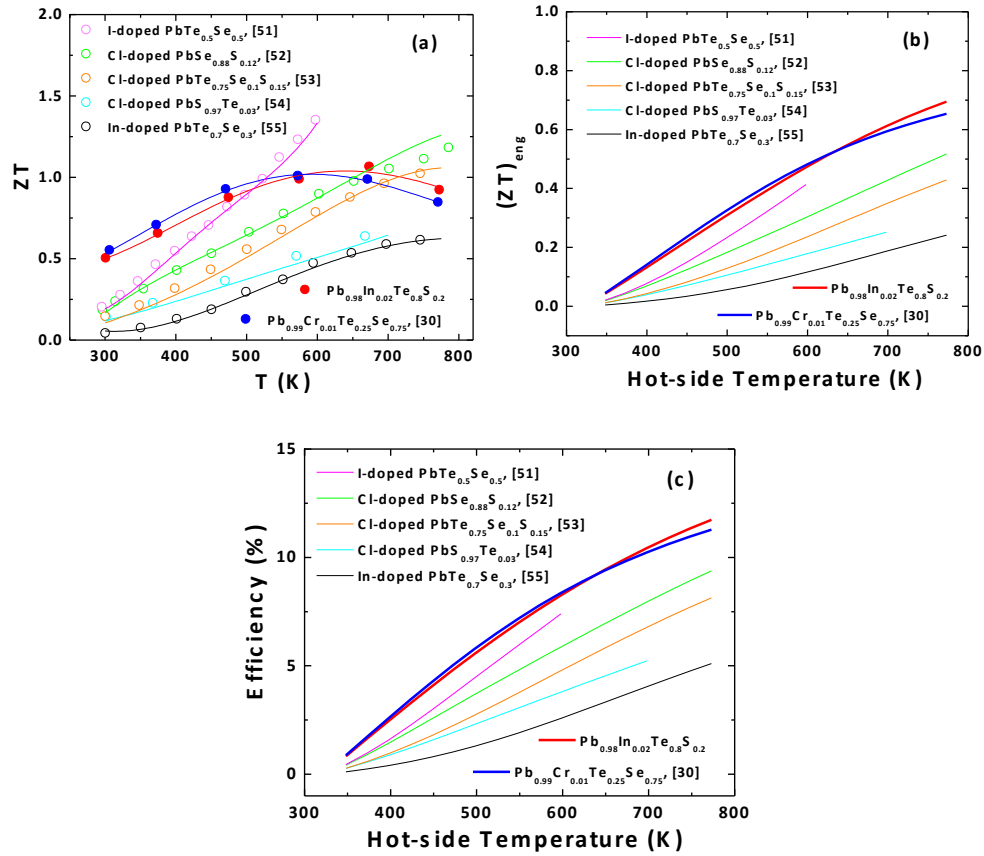 (a)
I-doped PbTe0.5Se0.5, [51]
Cl-doped PbSe0.88S0.12, [52]
Cl-doped PbTe0.75Se0.1S0.15, [53]
Cl-doped PbS0.97Te0.03, [54]
In-doped PbTe0.7Se0.3, [55]
Pb0.98In0.02Te0.8S0.2
Pb0.99Cr0.01Te0.25Se0.75, [30]
2.0
1.5
1.0
0.5
0.0
ZT
300 400 500 600 700 800
T (K)
(b)
I-doped PbTe0.5Se0.5, [51]
Cl-doped PbSe0.88S0.12, [52]
Cl-doped PbTe0.75Se0.1S0.15, [53]
Cl-doped PbS0.97Te0.03, [54]
In-doped PbTe0.7Se0.3, [55]
Pb0.98In0.02Te0.8S0.2
Pb0.99Cr0.01Te0.25Se0.75, [30]
1.0
0.8
0.6
0.4
0.2
0.0
(ZT)eng
300 400 500 600 700 800
Hot-side Temperature (K)
(c)
I-doped PbTe0.5Se0.5, [51]
Cl-doped PbSe0.88S0.12, [52]
Cl-doped PbTe0.75Se0.1S0.15, [53]
Cl-doped PbS0.97Te0.03, [54]
In-doped PbTe0.7Se0.3, [55]
Pb0.98In0.02Te0.8S0.2
Pb0.99Cr0.01Te0.25Se0.75, [30]
15
10
5
0
Efficiency (%)
300 400 500 600 700 800
Hot-side Temperature (K)